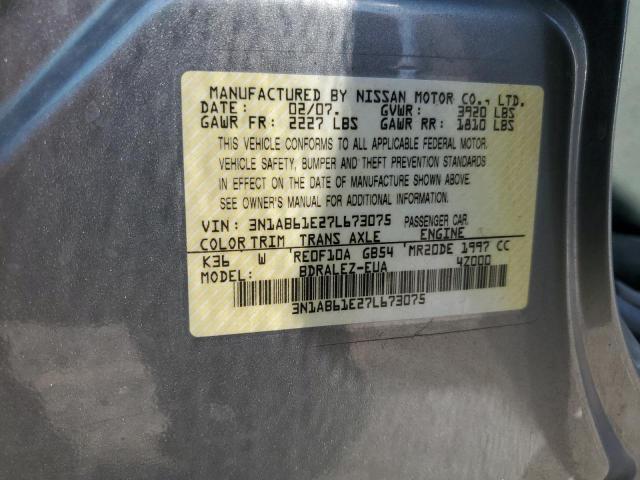 MANUFACTURED BY NISSAN MOTOR CO., LTD.
DATE: 02/07. GVWR: 3920 LBS
GAWR FR: 2227 LBS GAWR RR: 1810 LBS
THIS VEHICLE CONFORMS TO ALL APPLICABLE FEDERAL MOTOR.
VEHICLE SAFETY, BUMPER AND THEFT PREVENTION STANDARDS
IN EFFECT ON THE DATE OF MANUFACTURE SHOWN ABOVE.
SEE OWNER'S MANUAL FOR ADDITIONAL INFORMATION.
VIN: 3N1AB61E27L673075 PASSENGER CAR.
COLOR TRIM TRANS AXLE ENGINE
K36 W RE0F10A GB54 MR20DE 1997 CC
MODEL: BDRALEZ-EUA 4Z000
3N1AB61E27L673075